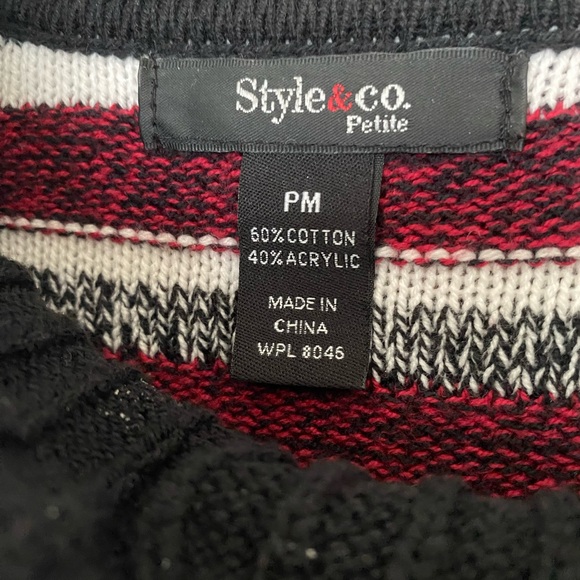 Style&co.
Petite
PM
60%COTTON
40%ACRYLIC
MADE IN
CHINA
WPL 8046